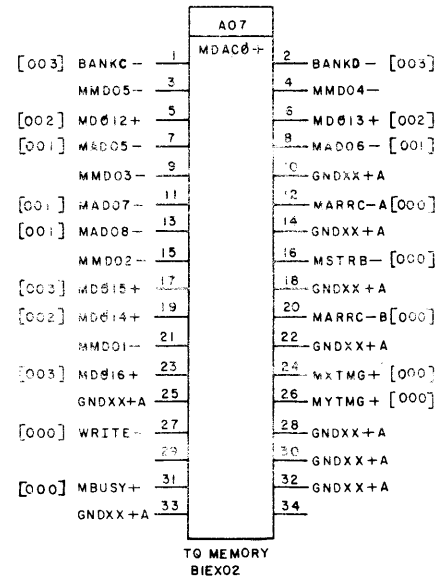 A07
MDAC0+
[003] BANKC- 1 2 BANKD- [003]
MMD05- 3 4 MMD04-
[002] MD012+ 5 6 MD013+ [002]
[001] MAD05- 7 8 MAD06- [001]
MMD03- 9 10 GNDXX+A
[001] MAD07- 11 12 MARRC-A[000]
[001] MAD08- 13 14 GNDXX+A
MMD02- 15 16 MSTRB- [000]
[003] MD015+ 17 18 GNDXX+A
[002] MD014+ 19 20 MARRC-B[000]
MMD01- 21 22 GNDXX+A
[003] MD016+ 23 24 MXTMG+ [000]
GNDXX+A 25 26 MYTMG+ [000]
[000] WRITE- 27 28 GNDXX+A
29 30 GNDXX+A
[000] MBUSY+ 31 32 GNDXX+A
GNDXX+A 33 34
TO MEMORY
BIEX02